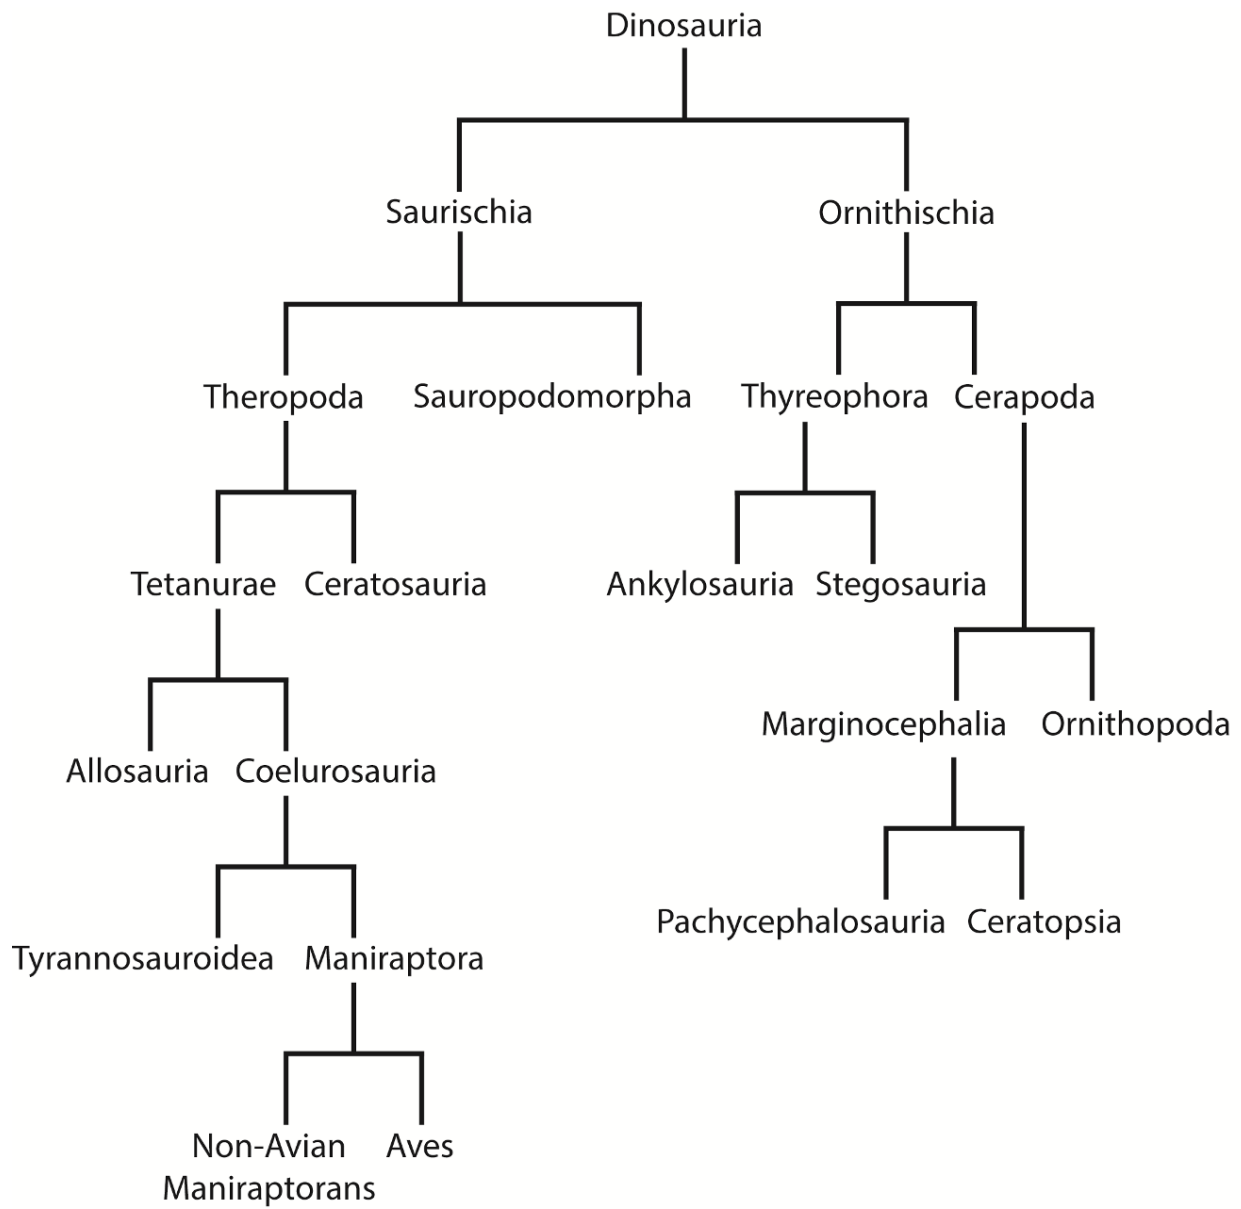 Dinosauria
Saurischia
Ornithischia
Theropoda
Sauropodomorpha
Thyreophora
Cerapoda
Tetanurae
Ceratosauria
Ankylosauria
Stegosauria
Marginocephalia
Ornithopoda
Allosauria
Coelurosauria
Pachycephalosauria
Ceratopsia
Tyrannosauroidea
Maniraptora
Non-Avian
Maniraptorans
Aves